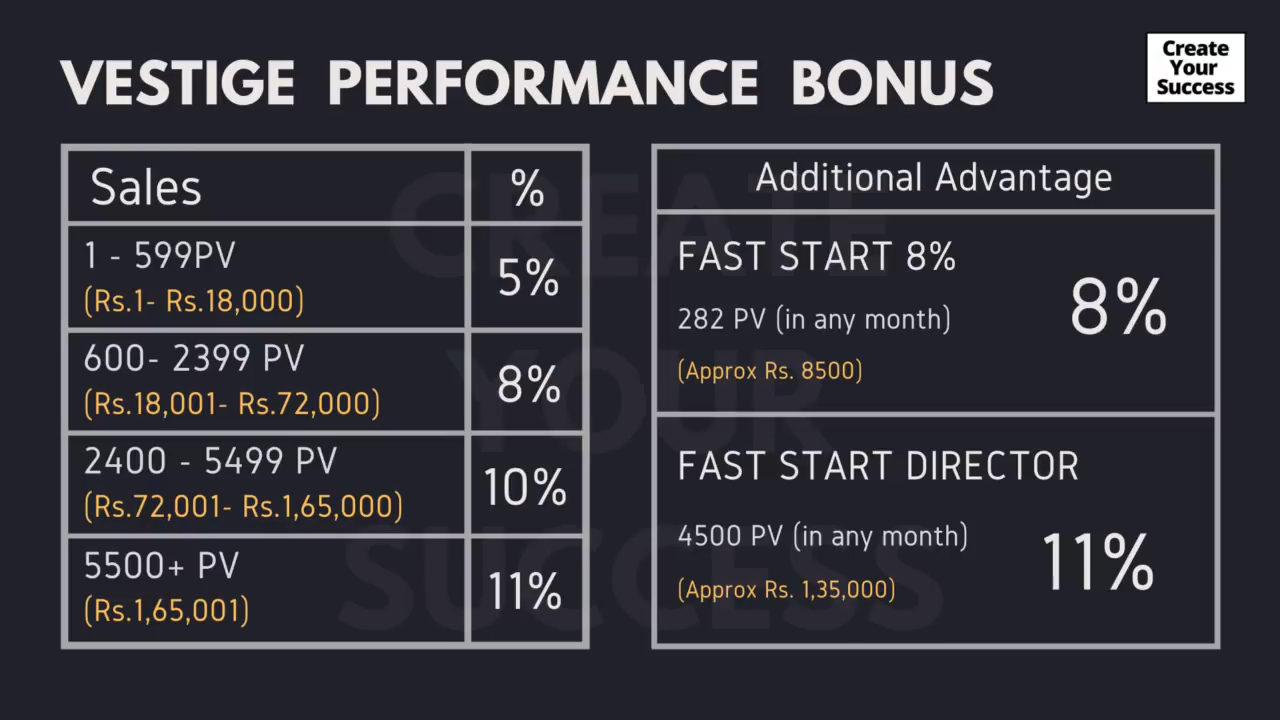 VESTIGE PERFORMANCE BONUS
Create
Your
Success
Sales %
1 - 599PV
(Rs.1- Rs.18,000)
5%
600- 2399 PV
(Rs.18,001- Rs.72,000)
8%
2400 - 5499 PV
(Rs.72,001- Rs.1,65,000)
10%
5500+ PV
(Rs.1,65,001)
11%
Additional Advantage
FAST START 8%
282 PV (in any month)
(Approx Rs. 8500)
8%
FAST START DIRECTOR
4500 PV (in any month)
(Approx Rs. 1,35,000)
11%
CREATE
YOUR
SUCCESS